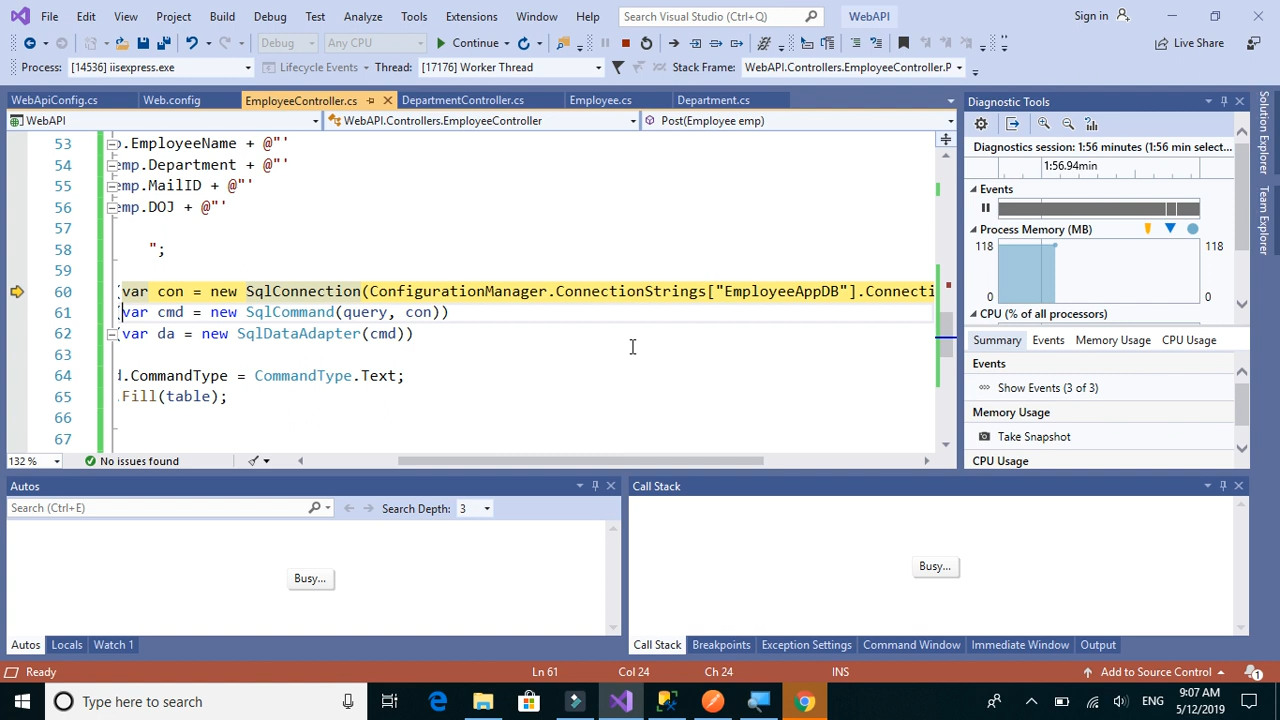 File Edit View Project Build Debug Test Analyze Tools Extensions Window Help Search Visual Studio (Ctrl+Q) WebAPI Sign in
Debug Any CPU Continue Live Share
Process: [14536] iisexpress.exe Lifecycle Events Thread: [17176] Worker Thread Stack Frame: WebAPI.Controllers.EmployeeController.P
WebApiConfig.cs Web.config EmployeeController.cs DepartmentController.cs Employee.cs Department.cs
WebAPI WebAPI.Controllers.EmployeeController Post(Employee emp)
53 p.EmployeeName + @"'
54 emp.Department + @"'
55 emp.MailID + @"'
56 emp.DOJ + @"'
57
58 ";
59
60 (var con = new SqlConnection(ConfigurationManager.ConnectionStrings["EmployeeAppDB"].Connecti
61 (var cmd = new SqlCommand(query, con))
62 (var da = new SqlDataAdapter(cmd))
63
64 d.CommandType = CommandType.Text;
65 .Fill(table);
66
67
132 % No issues found
Diagnostic Tools
Diagnostics session: 1:56 minutes (1:56 min select...
1:56.94min
Events
Process Memory (MB)
118 118
0 0
CPU (% of all processors)
Summary Events Memory Usage CPU Usage
Events
Show Events (3 of 3)
Memory Usage
Take Snapshot
CPU Usage
Solution Explorer
Team Explorer
Autos
Search (Ctrl+E) Search Depth: 3
Busy...
Autos Locals Watch 1
Call Stack
Busy...
Call Stack Breakpoints Exception Settings Command Window Immediate Window Output
Ready Ln 61 Col 24 Ch 24 INS Add to Source Control 1
Type here to search ENG 9:07 AM
5/12/2019